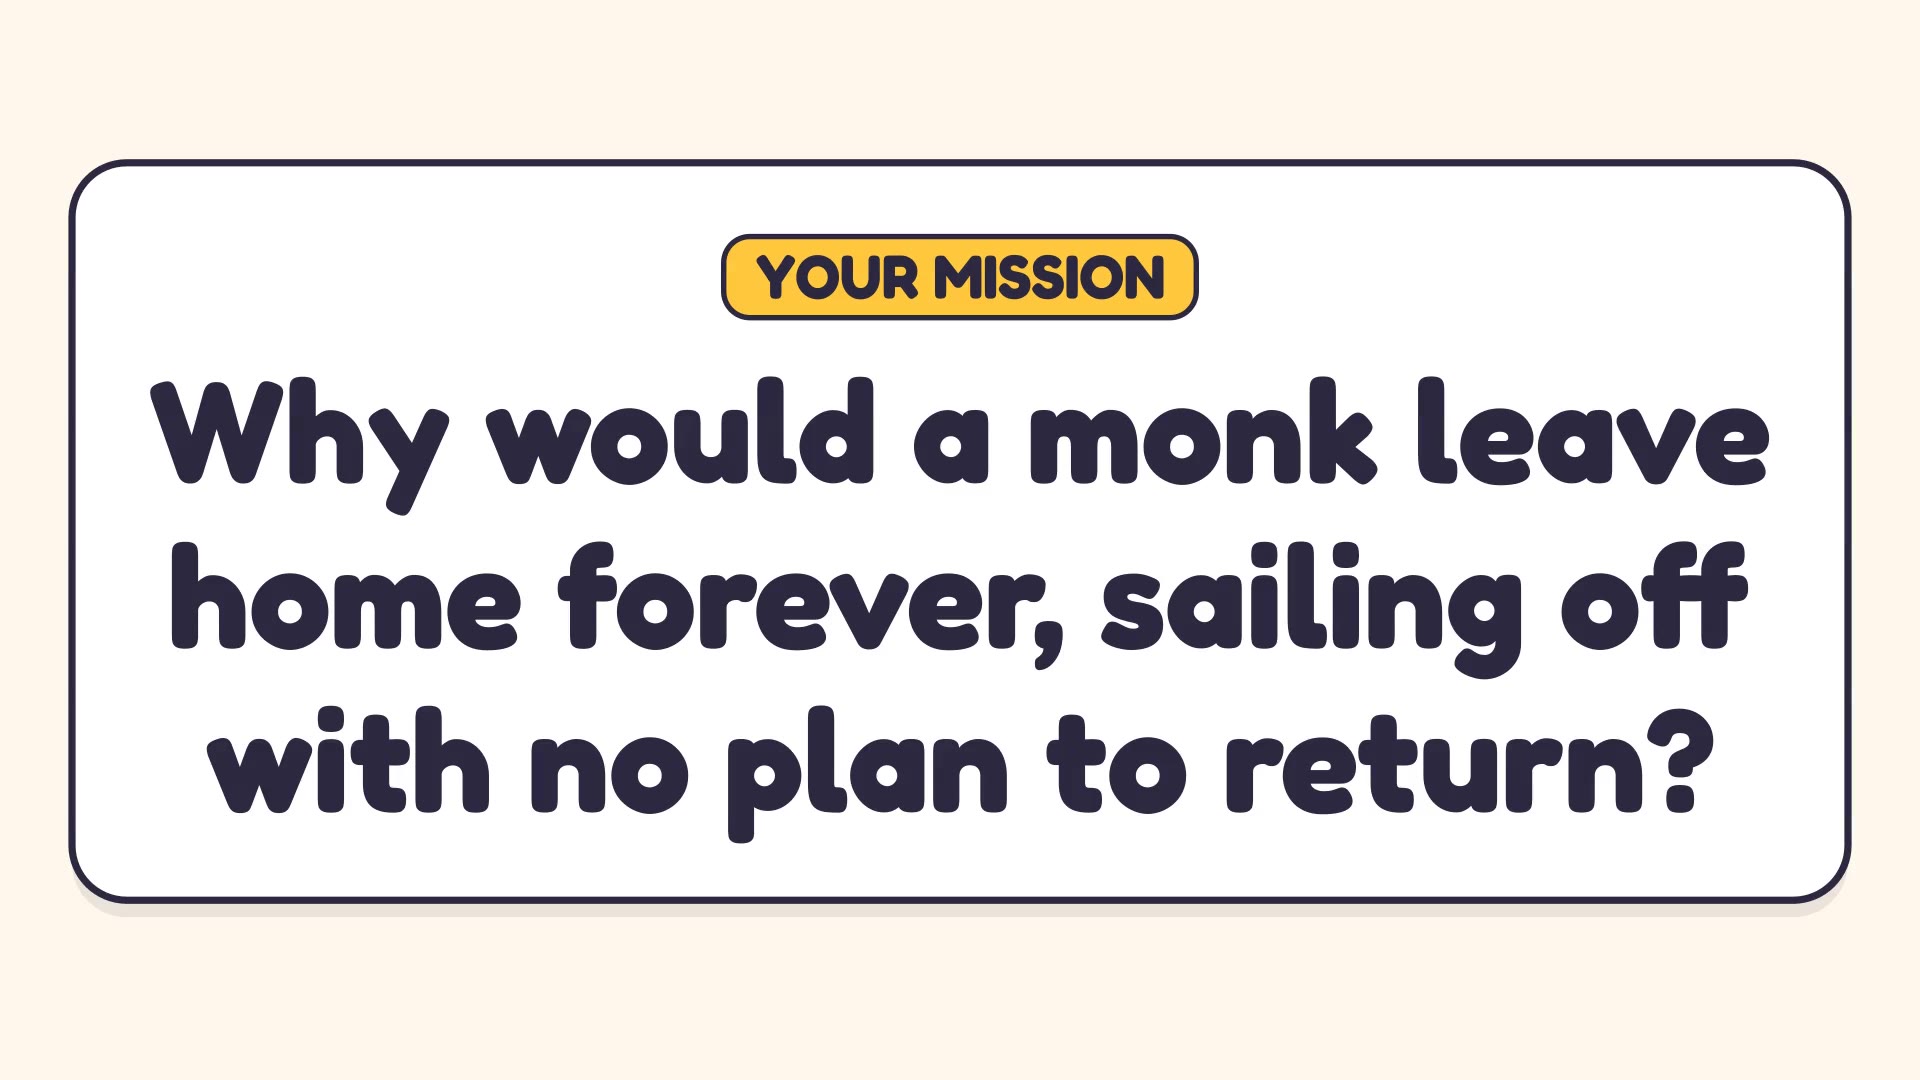 YOUR MISSION
Why would a monk leave
home forever, sailing off
with no plan to return?